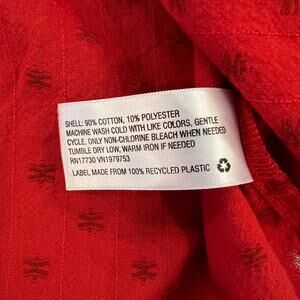 SHELL: 90% COTTON, 10% POLYESTER
MACHINE WASH COLD WITH LIKE COLORS, GENTLE
CYCLE, ONLY NON-CHLORINE BLEACH WHEN NEEDED
TUMBLE DRY LOW, WARM IRON IF NEEDED
RN17730 VN1979753
LABEL MADE FROM 100% RECYCLED PLASTIC